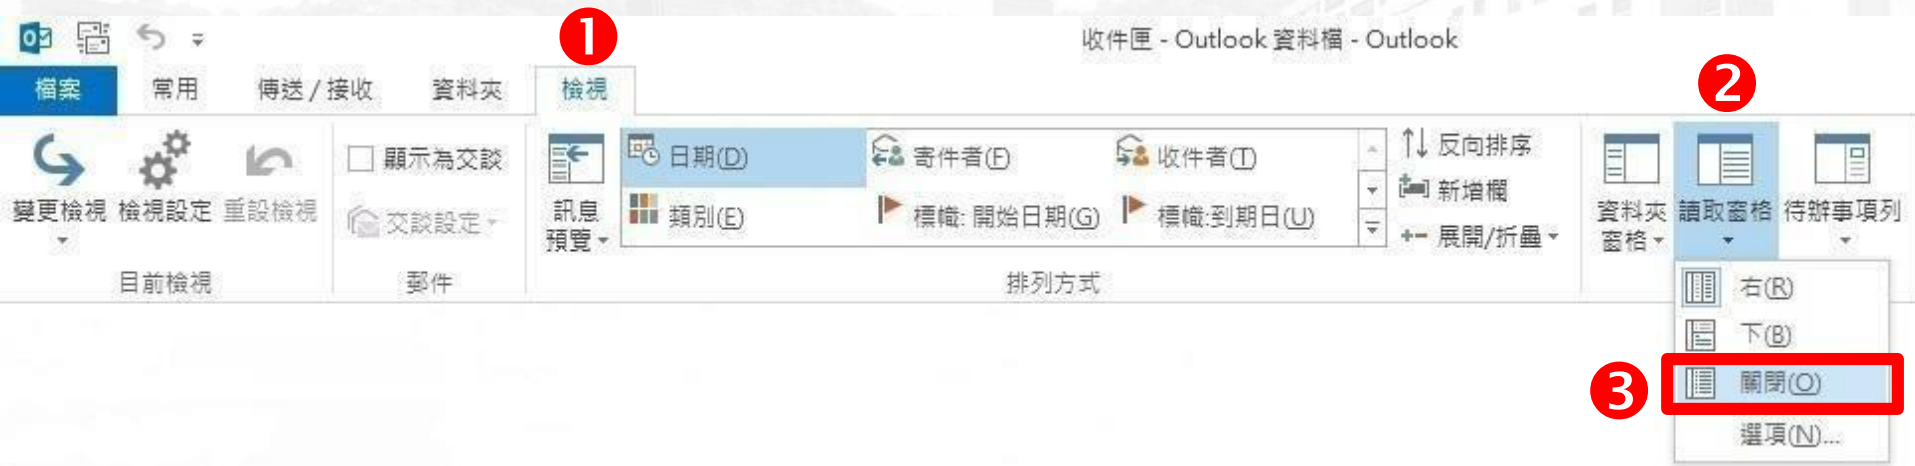 1
收件匣 - Outlook 資料檔 - Outlook
2
檔案 常用 傳送 / 接收 資料夾 檢視
變更檢視 檢視設定 重設檢視
目前檢視
顯示為交談
交談設定
郵件
訊息
預覽
日期(D) 寄件者(F) 收件者(T)
類別(E) 標幟: 開始日期(G) 標幟:到期日(U)
反向排序
新增欄
展開/折疊
排列方式
資料夾
窗格
讀取窗格
待辦事項列
右(R)
下(B)
3
關閉(O)
選項(N)...